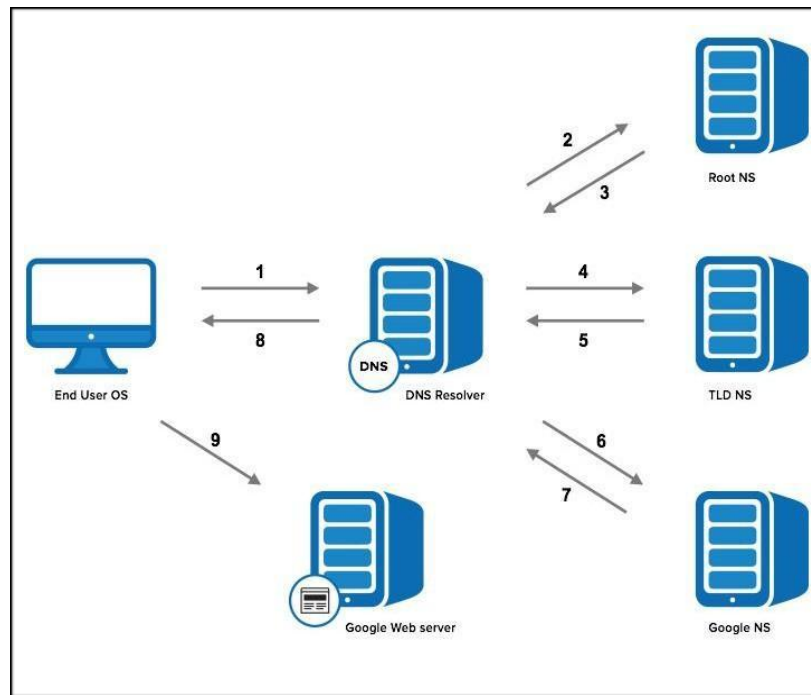 2
3
Root NS
1
8
4
5
DNS
End User OS
DNS Resolver
TLD NS
9
6
7
Google Web server
Google NS